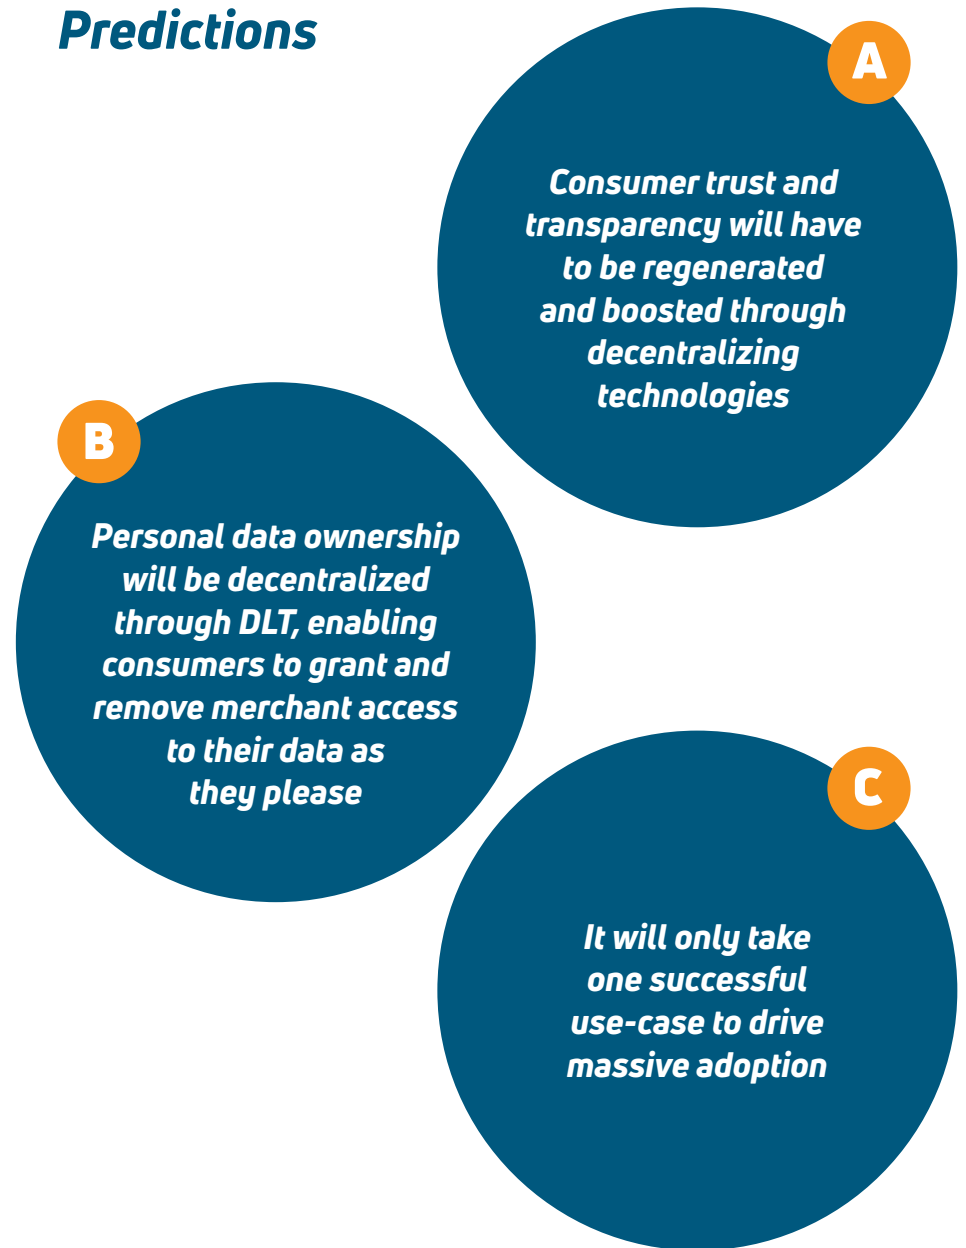 Predictions
A
Consumer trust and
transparency will have
to be regenerated
and boosted through
decentralizing
technologies
B
Personal data ownership
will be decentralized
through DLT, enabling
consumers to grant and
remove merchant access
to their data as
they please
C
It will only take
one successful
use-case to drive
massive adoption